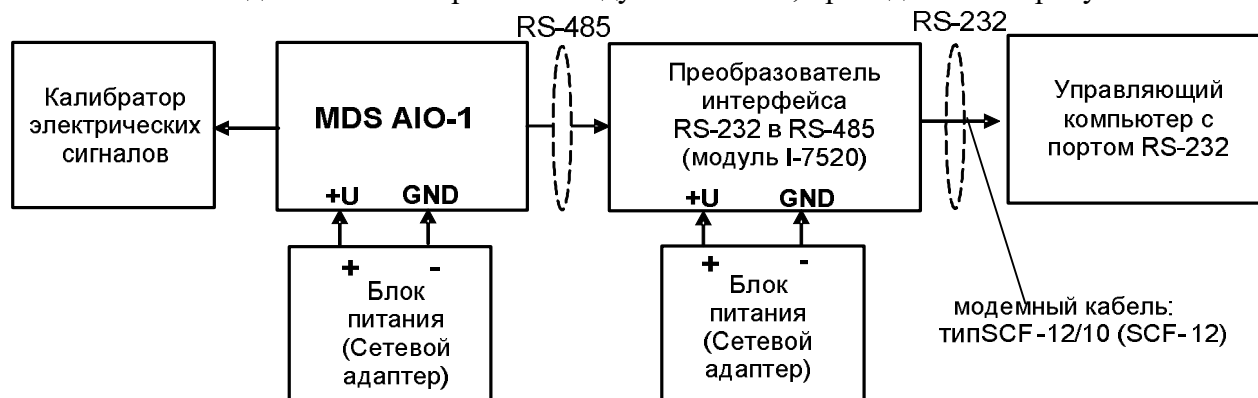 RS-485
RS-232
Калибратор
электрических
сигналов
MDS AIO-1
+U GND
Преобразователь
интерфейса
RS-232 в RS-485
(модуль I-7520)
+U GND
Управляющий
компьютер с
портом RS-232
+ -
Блок
питания
(Сетевой
адаптер)
+ -
Блок
питания
(Сетевой
адаптер)
модемный кабель:
типSCF-12/10 (SCF-12)